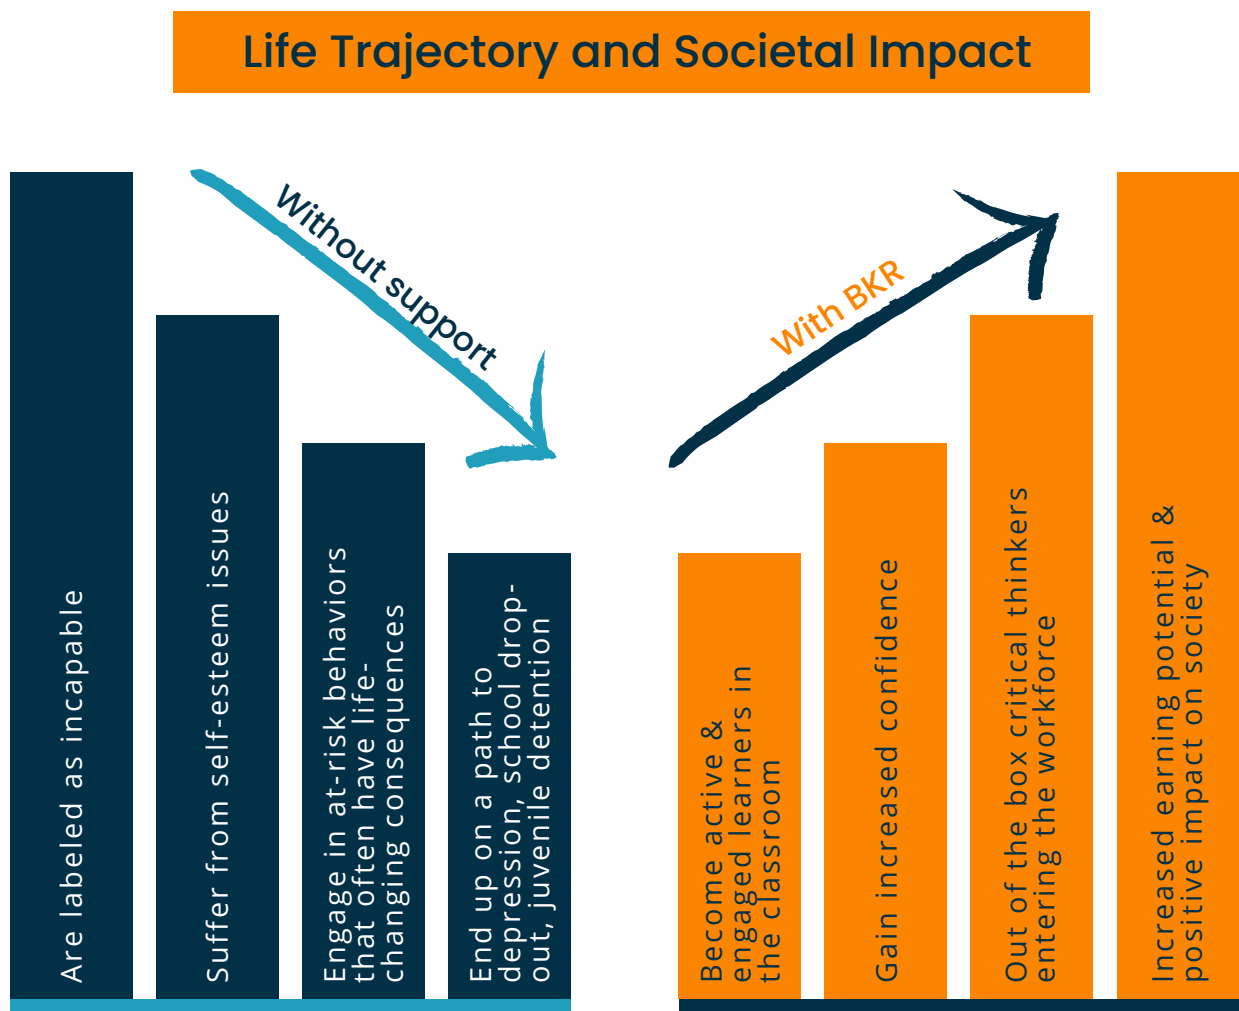 Life Trajectory and Societal Impact
Without support
With BKR
Are labeled as incapable
Suffer from self-esteem issues
Engage in at-risk behaviors
that often have life-
changing consequences
End up on a path to
depression, school drop-
out, juvenile detention
Become active &
engaged learners in
the classroom
Gain increased confidence
Out of the box critical thinkers
entering the workforce
Increased earning potential &
positive impact on society